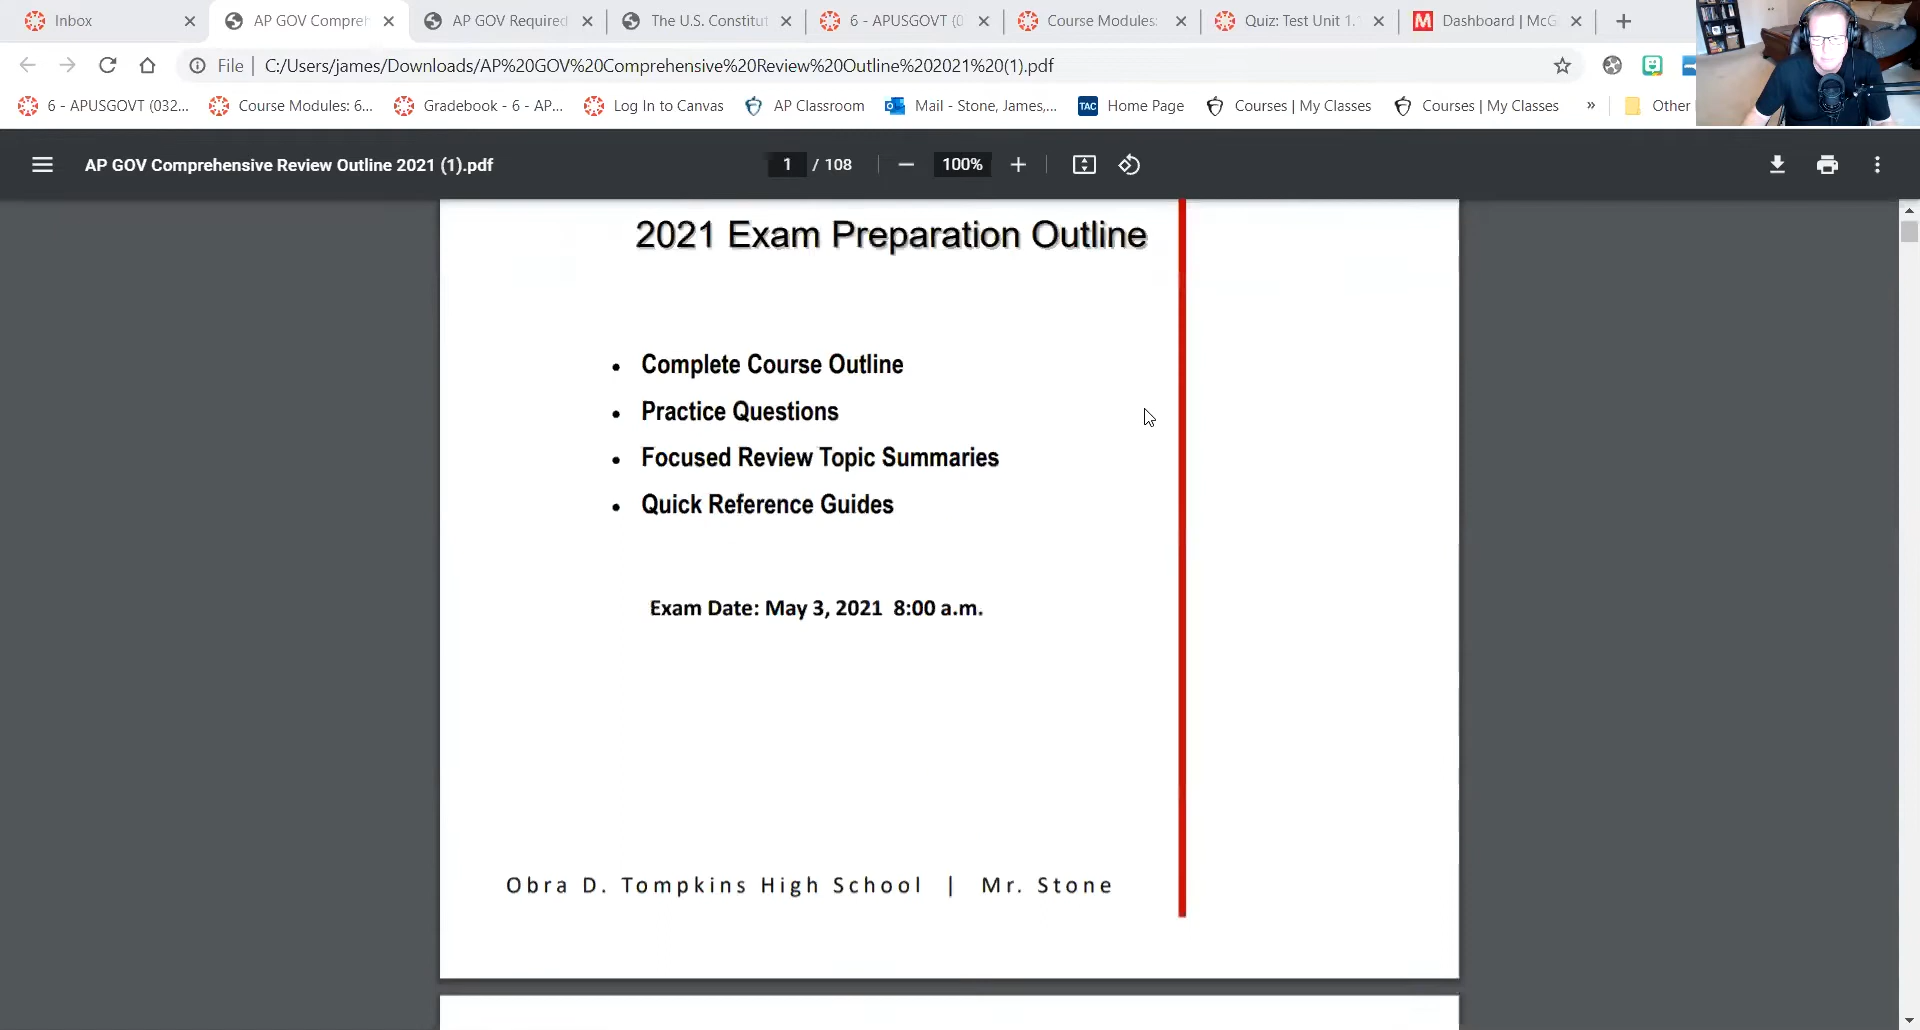 Inbox
AP GOV Compreh
AP GOV Required
The U.S. Constitut
6 - APUSGOVT (0
Course Modules:
Quiz: Test Unit 1.
Dashboard | McG
File
C:/Users/james/Downloads/AP%20GOV%20Comprehensive%20Review%20Outline%202021%20(1).pdf
6 - APUSGOVT (032...
Course Modules: 6...
Gradebook - 6 - AP...
Log In to Canvas
AP Classroom
Mail - Stone, James,...
TAC Home Page
Courses | My Classes
Courses | My Classes
»
Other
AP GOV Comprehensive Review Outline 2021 (1).pdf
1 / 108
100%
2021 Exam Preparation Outline
• Complete Course Outline
• Practice Questions
• Focused Review Topic Summaries
• Quick Reference Guides
Exam Date: May 3, 2021 8:00 a.m.
Obra D. Tompkins High School | Mr. Stone